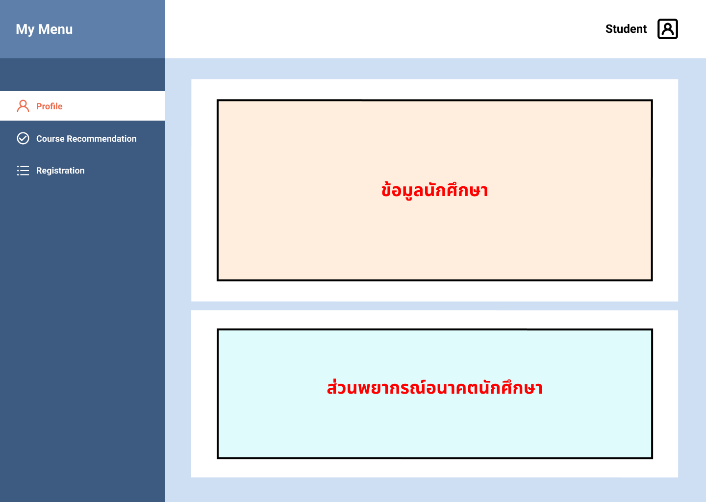 My Menu
Student
Profile
Course Recommendation
Registration
ข้อมูลนักศึกษา
ส่วนพยากรณ์อนาคตนักศึกษา